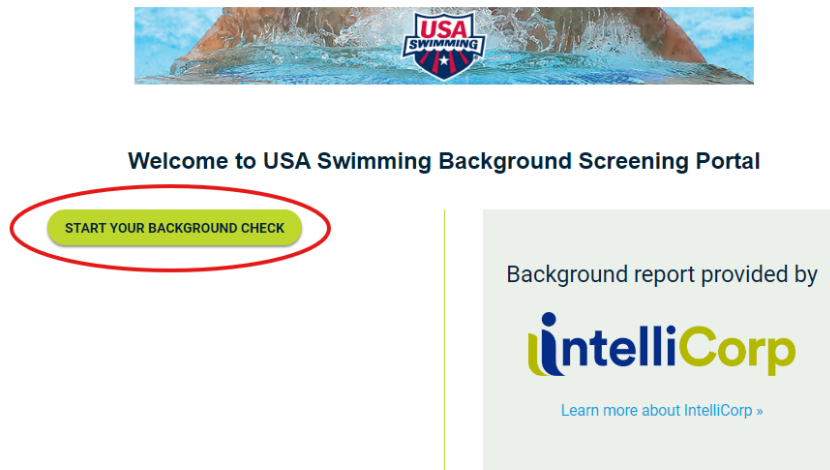 USA
SWIMMING
Welcome to USA Swimming Background Screening Portal
START YOUR BACKGROUND CHECK
Background report provided by
intelliCorp
Learn more about IntelliCorp »